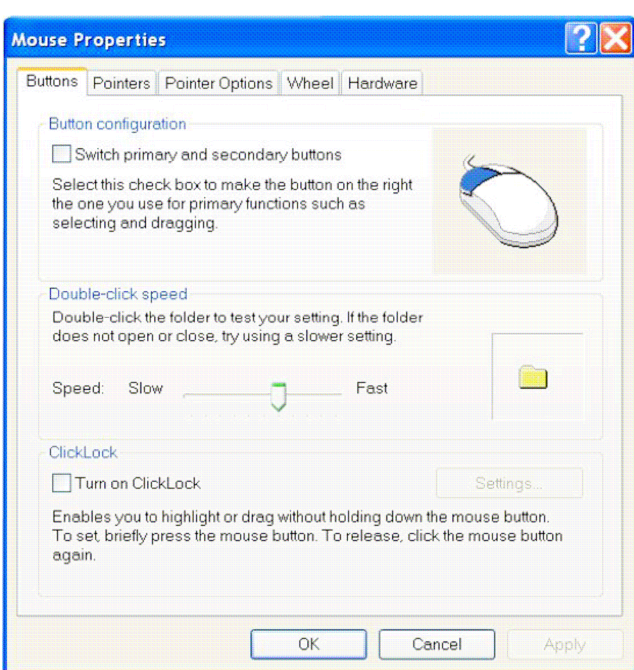 Mouse Properties
Buttons Pointers Pointer Options Wheel Hardware
Button configuration
Switch primary and secondary buttons
Select this check box to make the button on the right
the one you use for primary functions such as
selecting and dragging.
Double-click speed
Double-click the folder to test your setting. If the folder
does not open or close, try using a slower setting.
Speed: Slow Fast
ClickLock
Turn on ClickLock Settings...
Enables you to highlight or drag without holding down the mouse button.
To set, briefly press the mouse button. To release, click the mouse button
again.
OK Cancel Apply